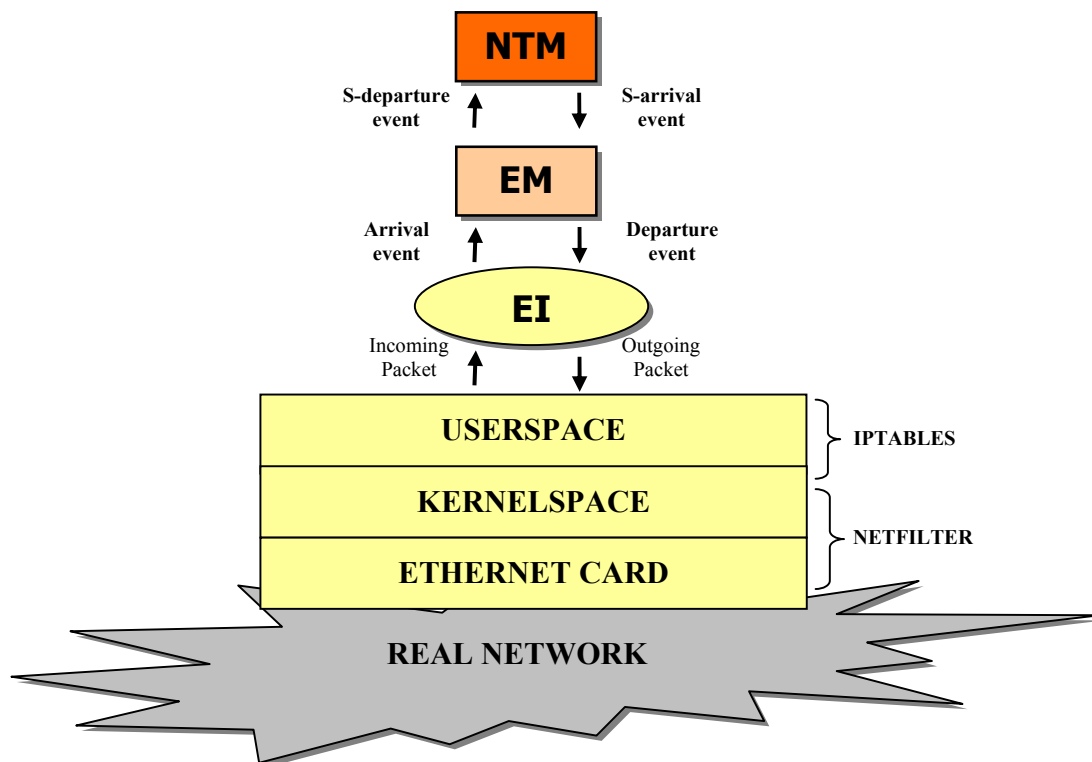 NTM
S-departure
event
S-arrival
event
EM
Arrival
event
Departure
event
EI
Incoming
Packet
Outgoing
Packet
USERSPACE
IPTABLES
KERNELSPACE
NETFILTER
ETHERNET CARD
REAL NETWORK